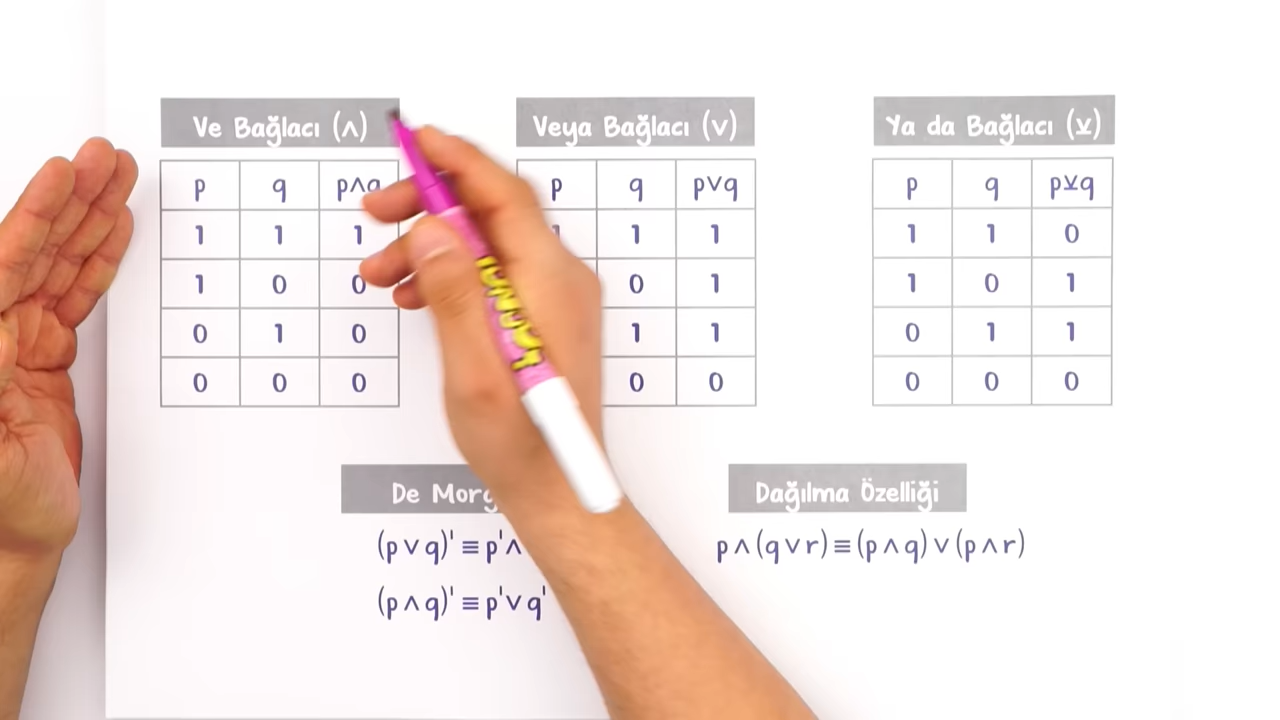 Ve Bağlacı (∧)
p q p∧q
1 1 1
1 0 0
0 1 0
0 0 0
Veya Bağlacı (∨)
p q p∨q
1 1 1
0 1
1 1
0 0
Ya da Bağlacı (⊻)
p q p⊻q
1 1 0
1 0 1
0 1 1
0 0 0
De Morg
(p∨q)'≡p'∧
(p∧q)'≡p'∨q'
Dağılma Özelliği
p∧(q∨r)≡(p∧q)∨(p∧r)